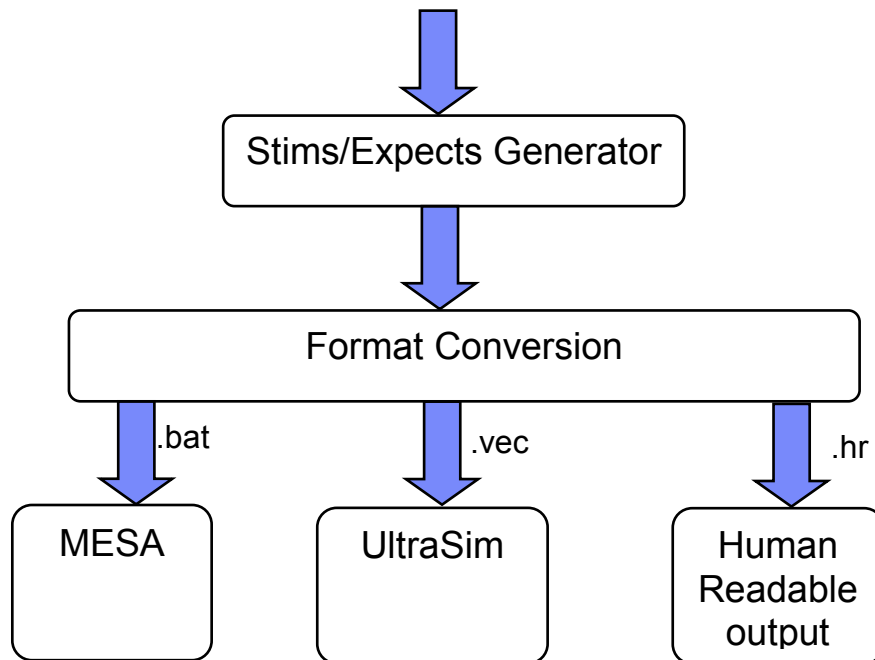 Stims/Expects Generator
Format Conversion
.bat
.vec
.hr
MESA
UltraSim
Human
Readable
output